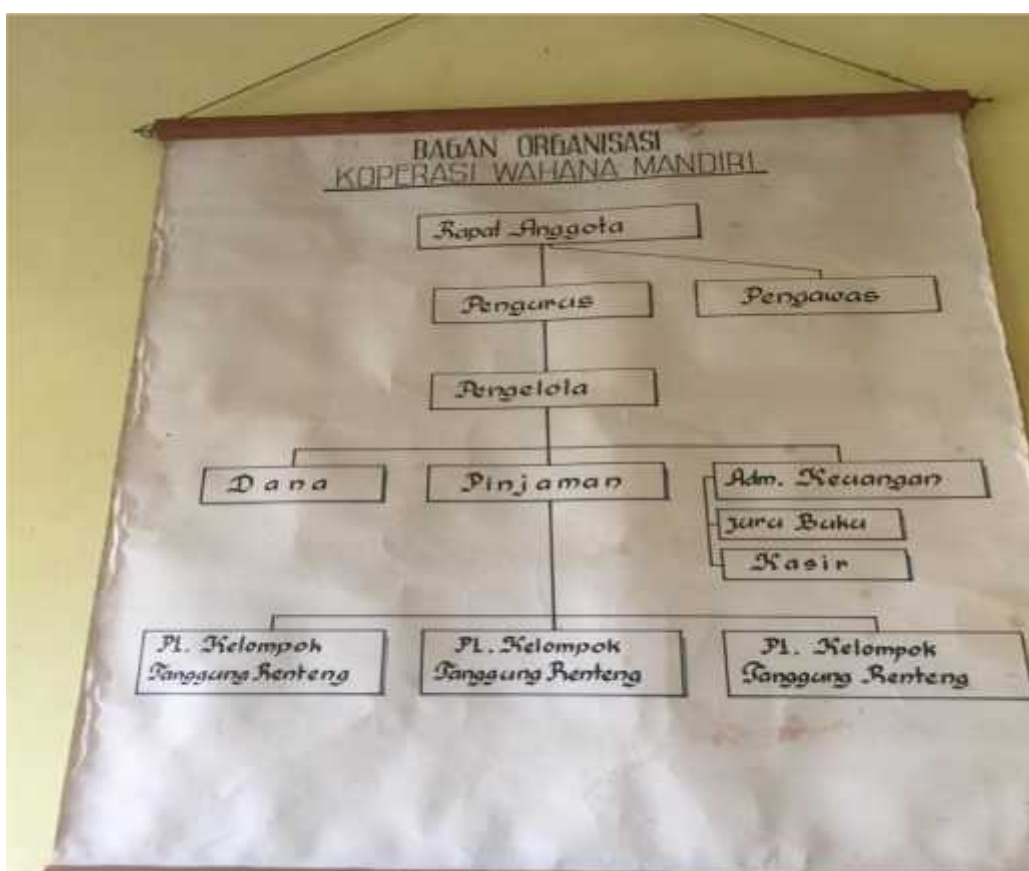 BAGAN ORGANISASI
KOPERASI WAHANA MANDIRI
Rapat Anggota
Pengurus
Pengawas
Pengelola
Dana
Pinjaman
Adm. Keuangan
Juru Buku
Kasir
Pl. Kelompok
Tanggung Renteng
Pl. Kelompok
Tanggung Renteng
Pl. Kelompok
Tanggung Renteng